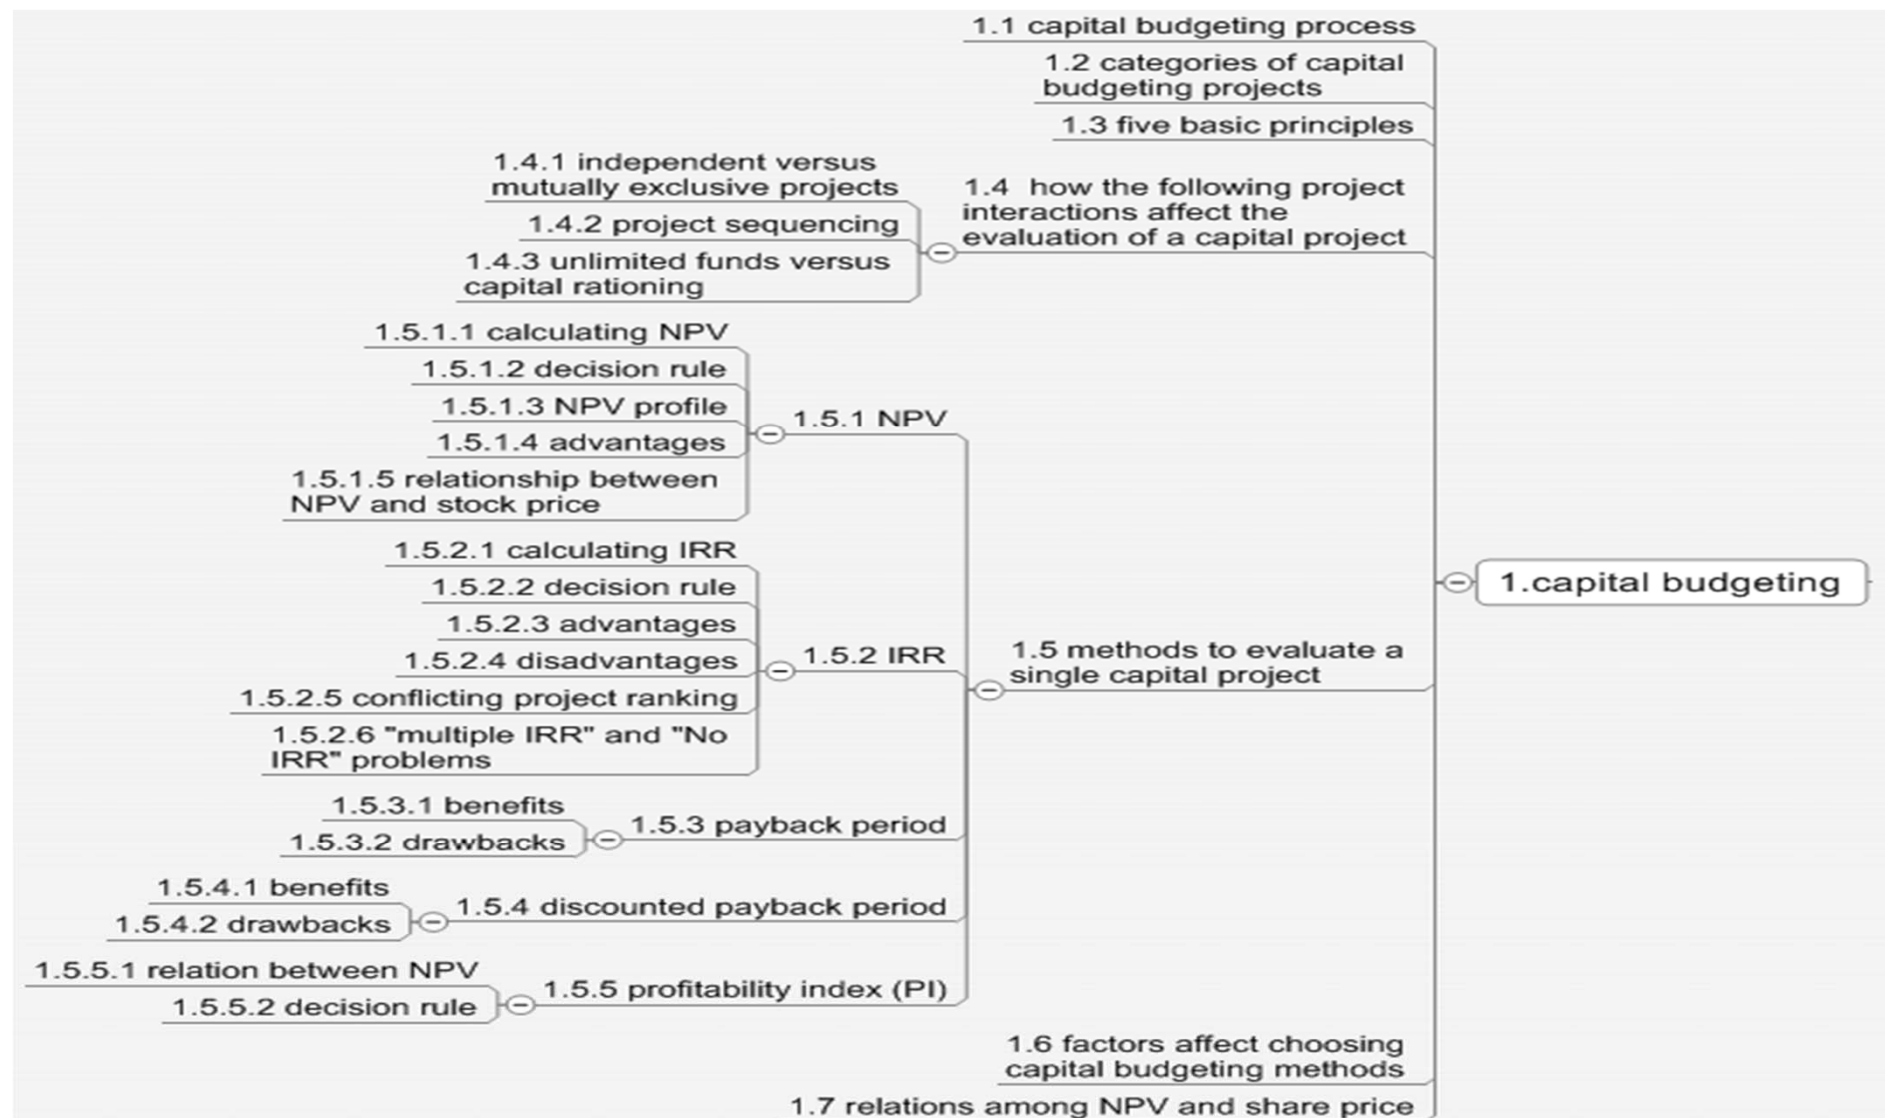 1.1 capital budgeting process
1.2 categories of capital
budgeting projects
1.3 five basic principles
1.4.1 independent versus
mutually exclusive projects
1.4.2 project sequencing
1.4.3 unlimited funds versus
capital rationing
1.4 how the following project
interactions affect the
evaluation of a capital project
1.5.1.1 calculating NPV
1.5.1.2 decision rule
1.5.1.3 NPV profile
1.5.1.4 advantages
1.5.1.5 relationship between
NPV and stock price
1.5.1 NPV
1.5.2.1 calculating IRR
1.5.2.2 decision rule
1.5.2.3 advantages
1.5.2.4 disadvantages
1.5.2.5 conflicting project ranking
1.5.2.6 "multiple IRR" and "No
IRR" problems
1.5.2 IRR
1.5 methods to evaluate a
single capital project
1.capital budgeting
1.5.3.1 benefits
1.5.3.2 drawbacks
1.5.3 payback period
1.5.4.1 benefits
1.5.4.2 drawbacks
1.5.4 discounted payback period
1.5.5.1 relation between NPV
1.5.5.2 decision rule
1.5.5 profitability index (PI)
1.6 factors affect choosing
capital budgeting methods
1.7 relations among NPV and share price